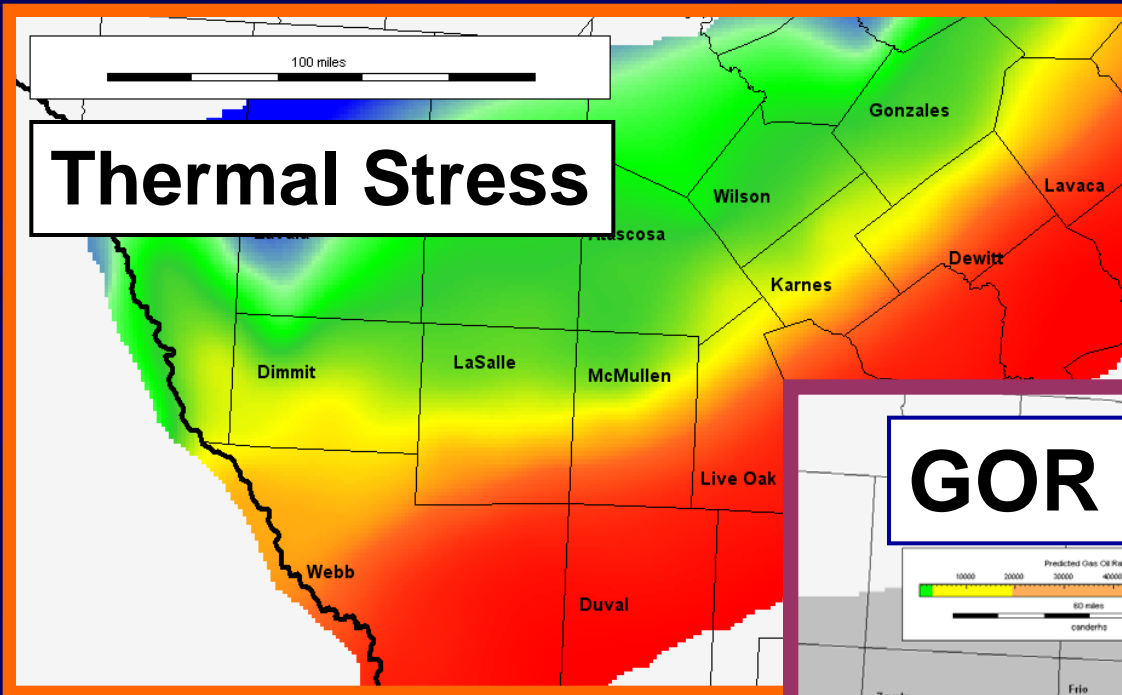 100 miles
Thermal Stress
Gonzales
Lavaca
Wilson
Atascosa
Dewitt
Karnes
Dimmit
LaSalle
McMullen
Live Oak
Webb
Duval
GOR
Predicted Gas Oil Ra
10000 20000 30000 40000
60 miles
canderhs
Frio